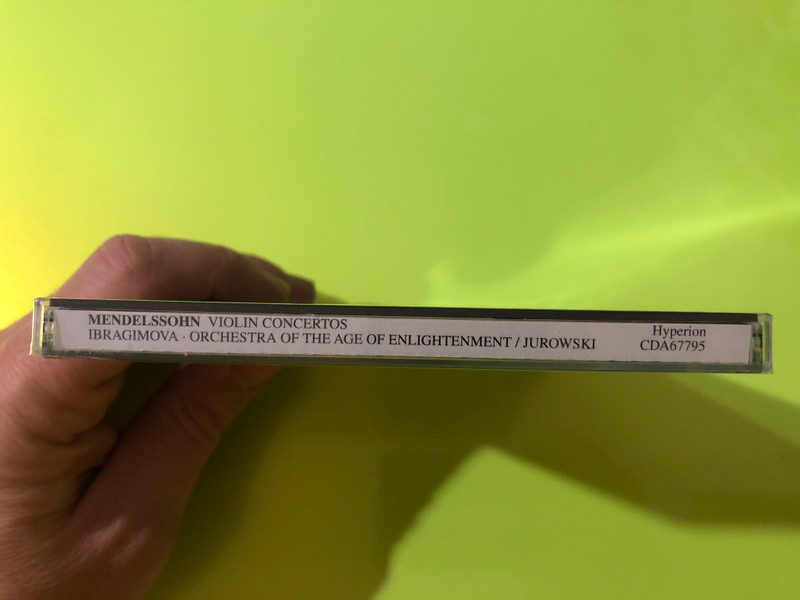 MENDELSSOHN VIOLIN CONCERTOS
IBRAGIMOVA · ORCHESTRA OF THE AGE OF ENLIGHTENMENT / JUROWSKI
Hyperion
CDA67795